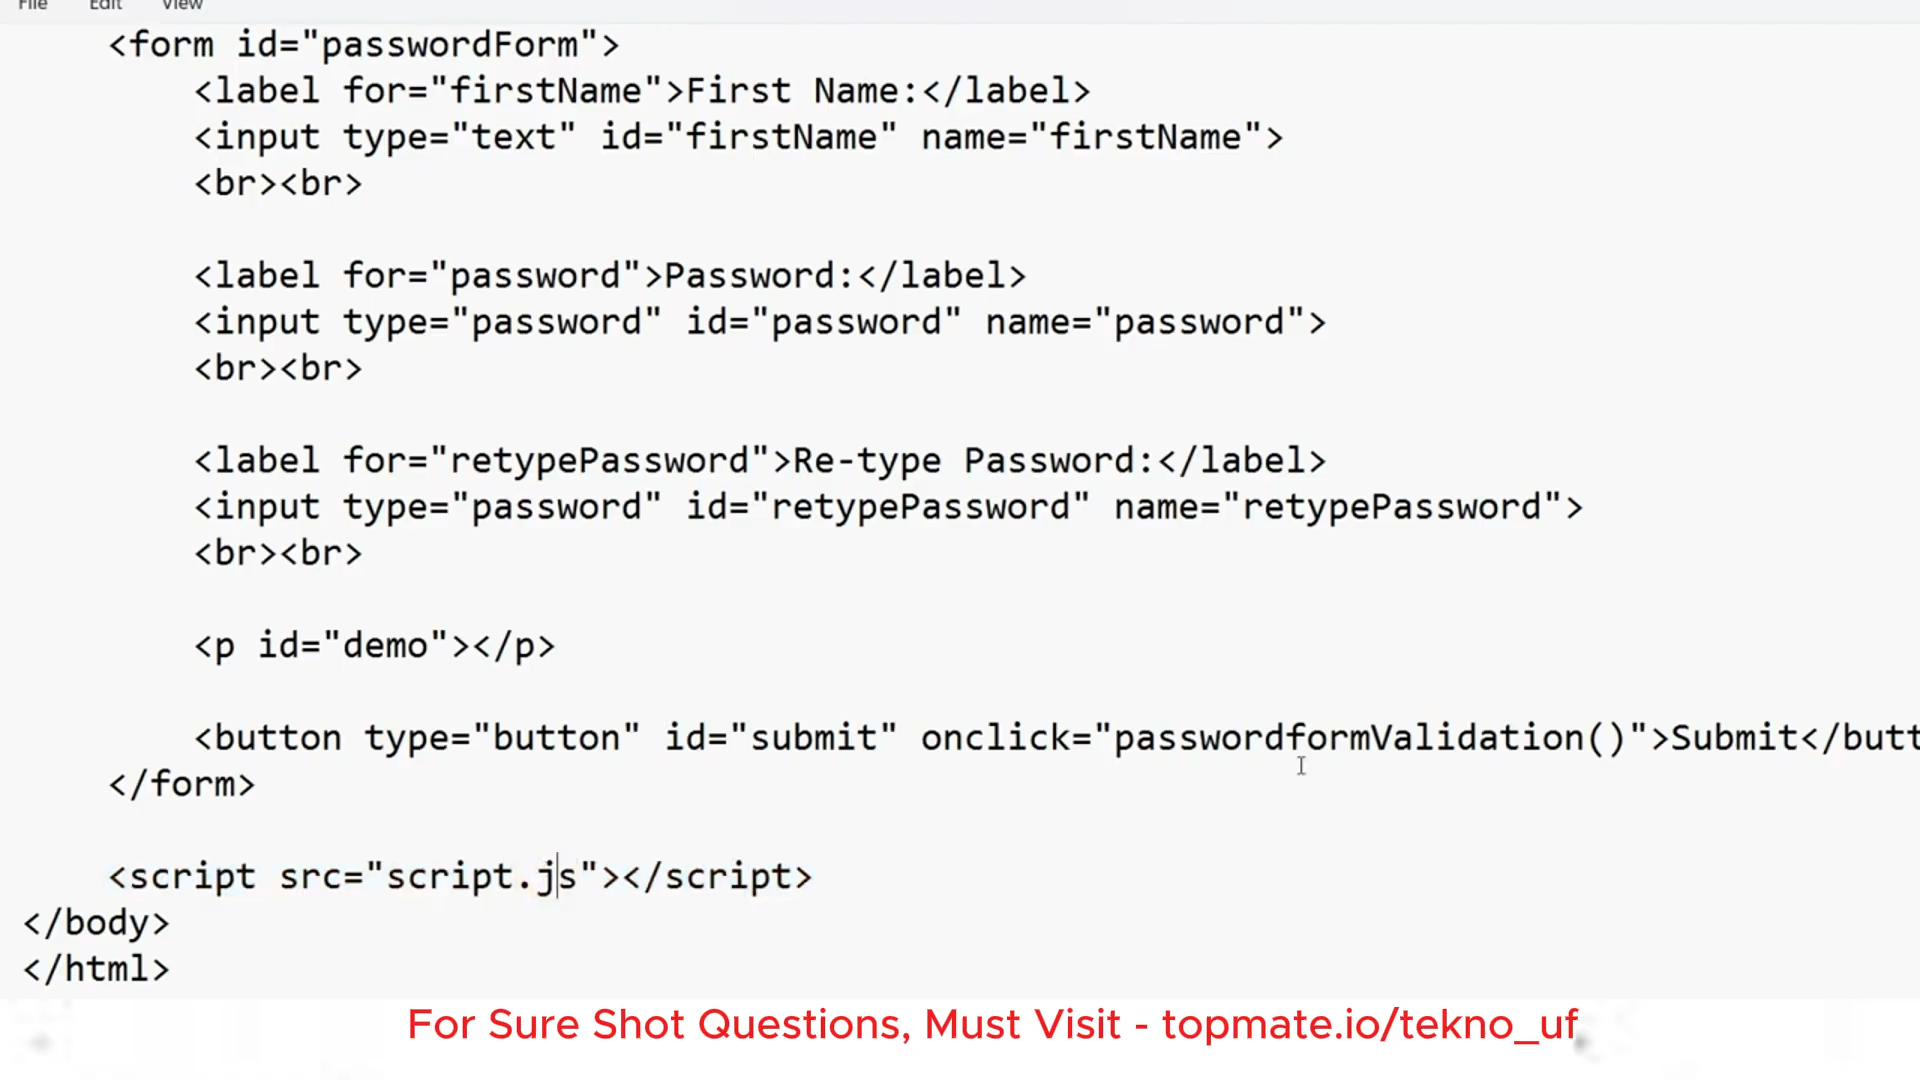 File Edit View
<form id="passwordForm">
<label for="firstName">First Name:</label>
<input type="text" id="firstName" name="firstName">
<br><br>
<label for="password">Password:</label>
<input type="password" id="password" name="password">
<br><br>
<label for="retypePassword">Re-type Password:</label>
<input type="password" id="retypePassword" name="retypePassword">
<br><br>
<p id="demo"></p>
<button type="button" id="submit" onclick="passwordformValidation()">Submit</butt
</form>
<script src="script.js"></script>
</body>
</html>
For Sure Shot Questions, Must Visit - topmate.io/tekno_uf